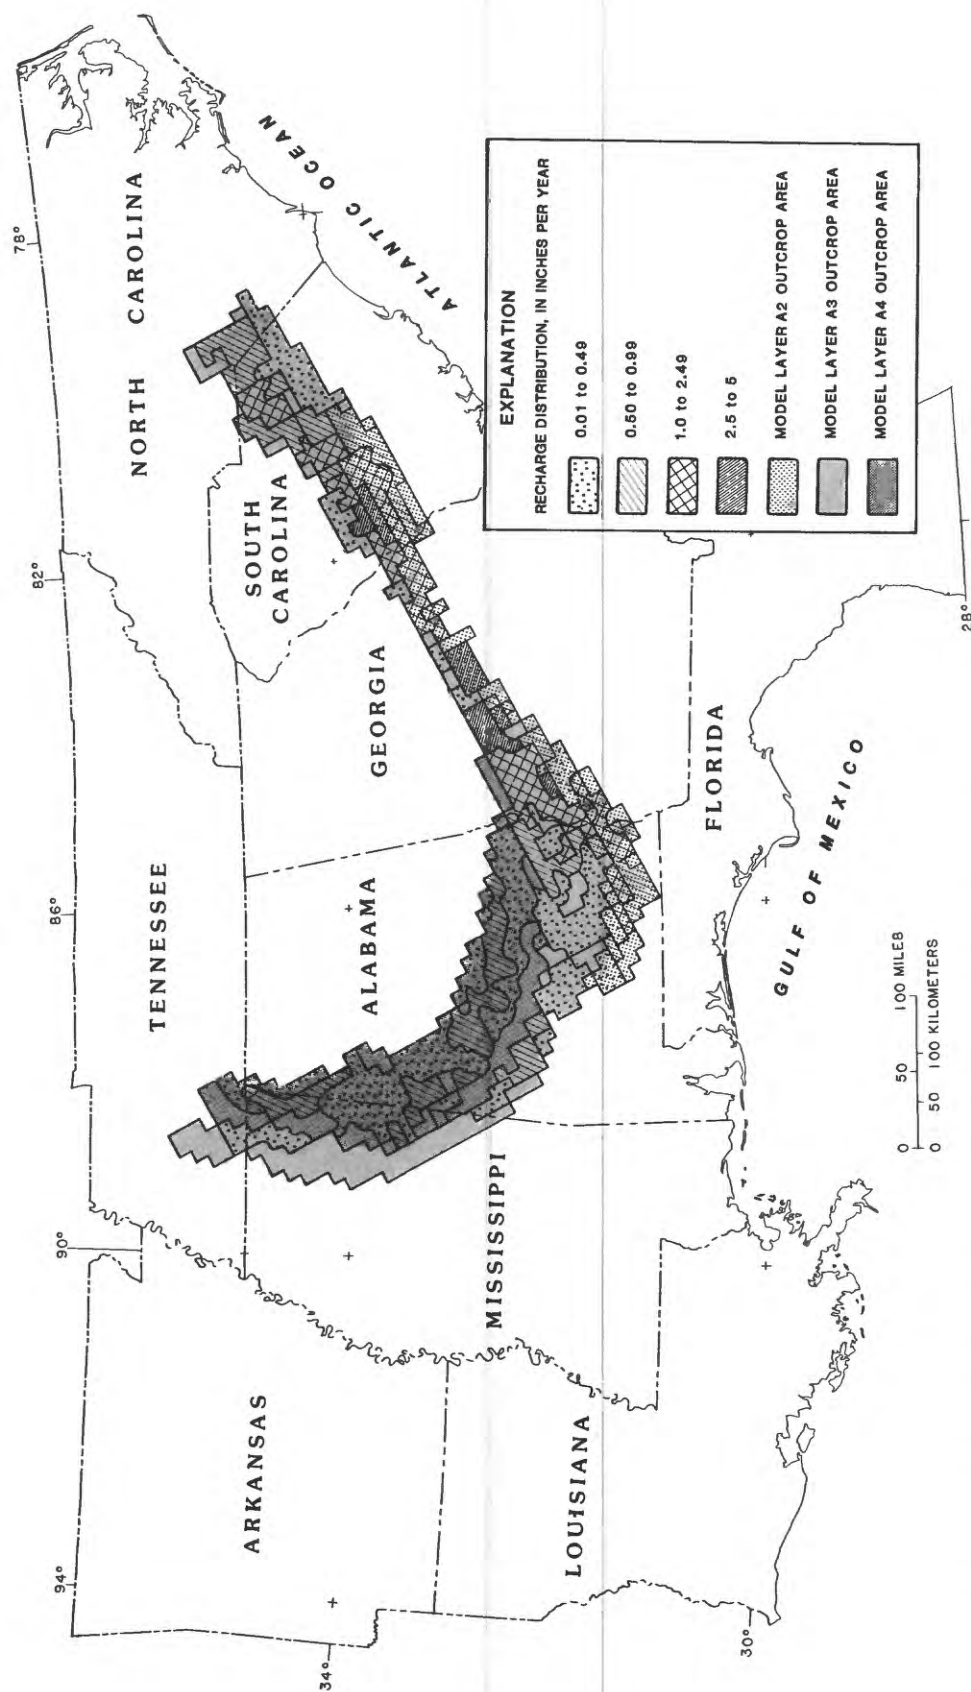 94°
90°
86°
82°
78°
34°
30°
28°
ARKANSAS
TENNESSEE
NORTH CAROLINA
SOUTH
CAROLINA
GEORGIA
ALABAMA
MISSISSIPPI
LOUISIANA
FLORIDA
ATLANTIC OCEAN
GULF OF MEXICO
0 50 100 MILES
0 50 100 KILOMETERS
EXPLANATION
RECHARGE DISTRIBUTION, IN INCHES PER YEAR
0.01 to 0.49
0.50 to 0.99
1.0 to 2.49
2.5 to 5
MODEL LAYER A2 OUTCROP AREA
MODEL LAYER A3 OUTCROP AREA
MODEL LAYER A4 OUTCROP AREA